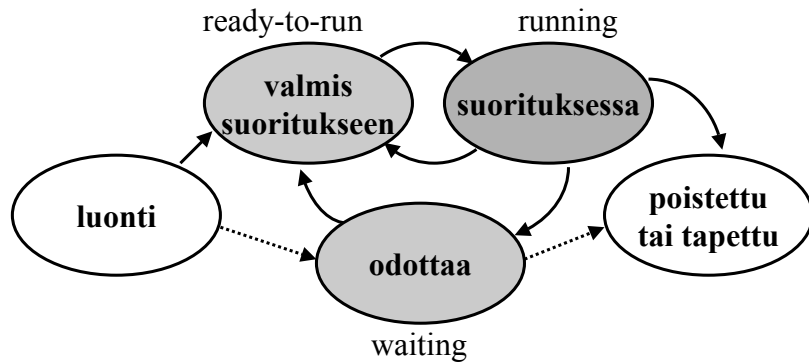 ready-to-run
running
valmis
suoritukseen
suorituksessa
luonti
poistettu
tai tapettu
odottaa
waiting